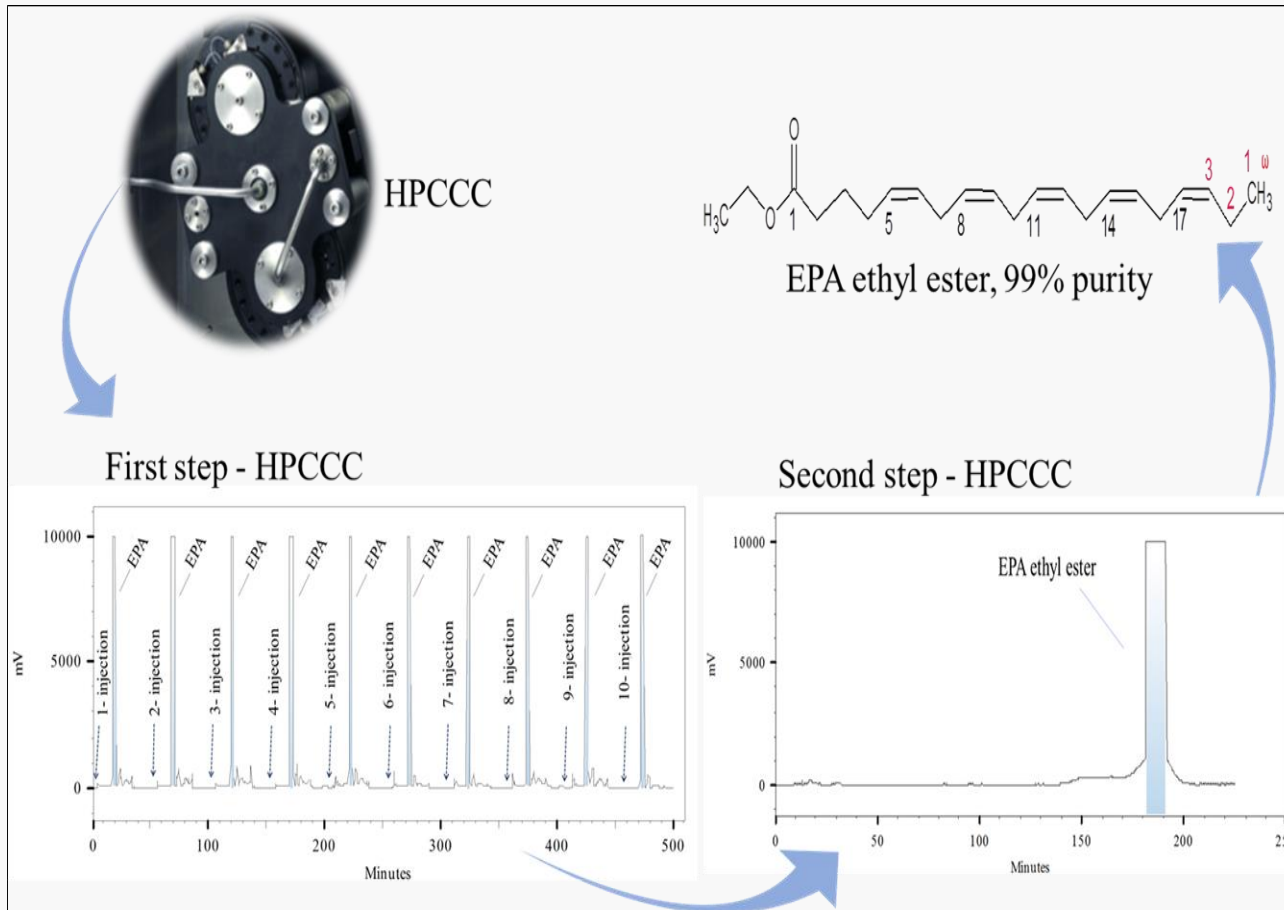 HPCCC
O
H₃C
O
1
5
8
11
14
17
3
2
1 ω
CH₃
EPA ethyl ester, 99% purity
First step - HPCCC
10000
5000
0
mV
EPA
EPA
EPA
EPA
EPA
EPA
EPA
EPA
EPA
EPA
1- injection
2- injection
3- injection
4- injection
5- injection
6- injection
7- injection
8- injection
9- injection
10- injection
0 100 200 300 400 500
Minutes
Second step - HPCCC
10000
5000
0
mV
EPA ethyl ester
0 50 100 150 200 25
Minutes